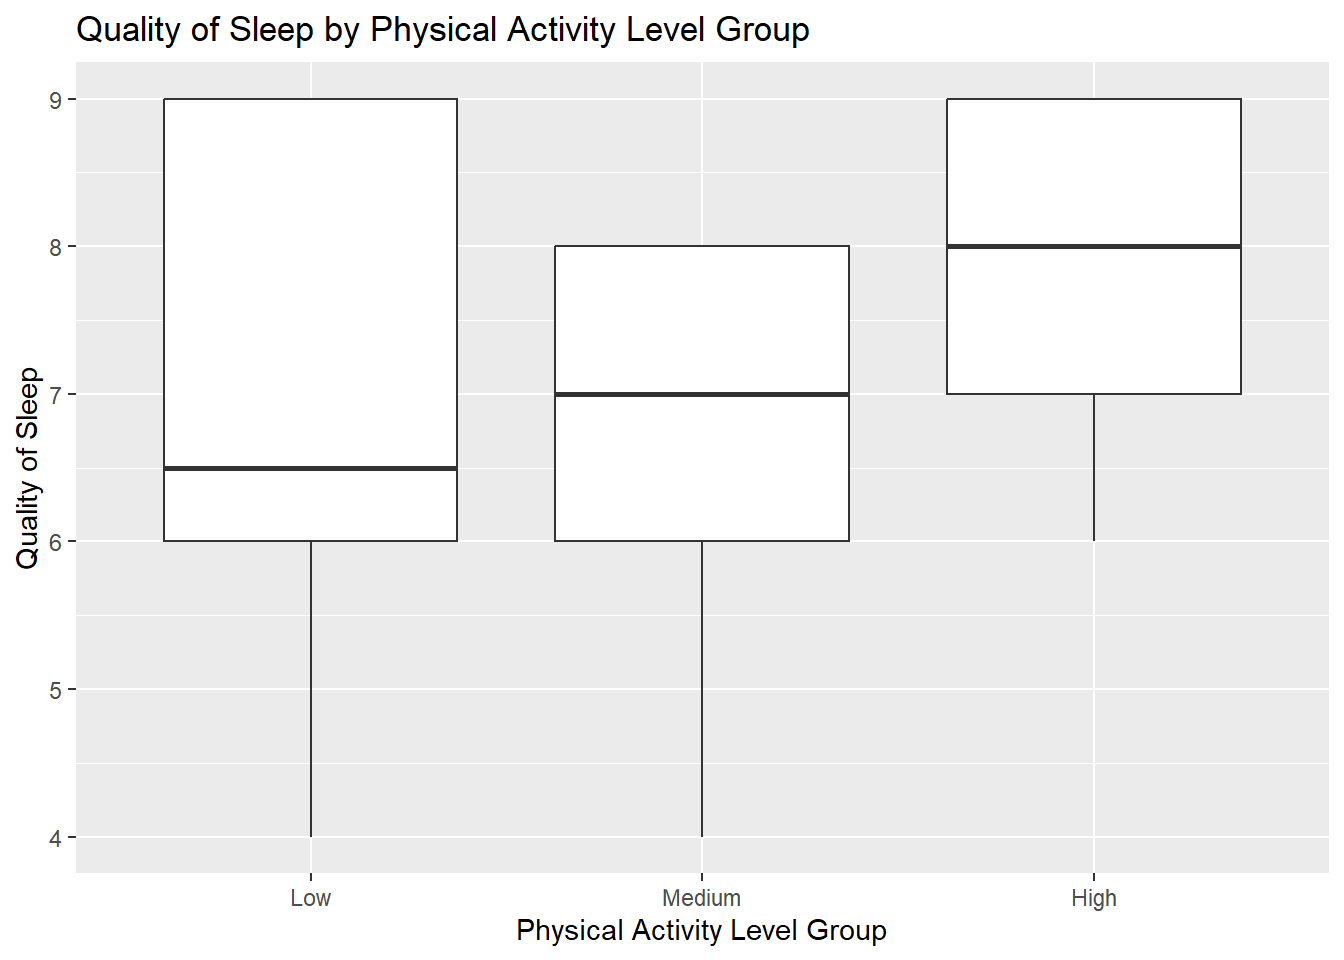 Quality of Sleep by Physical Activity Level Group
Quality of Sleep
9
8
7
6
5
4
Low Medium High
Physical Activity Level Group